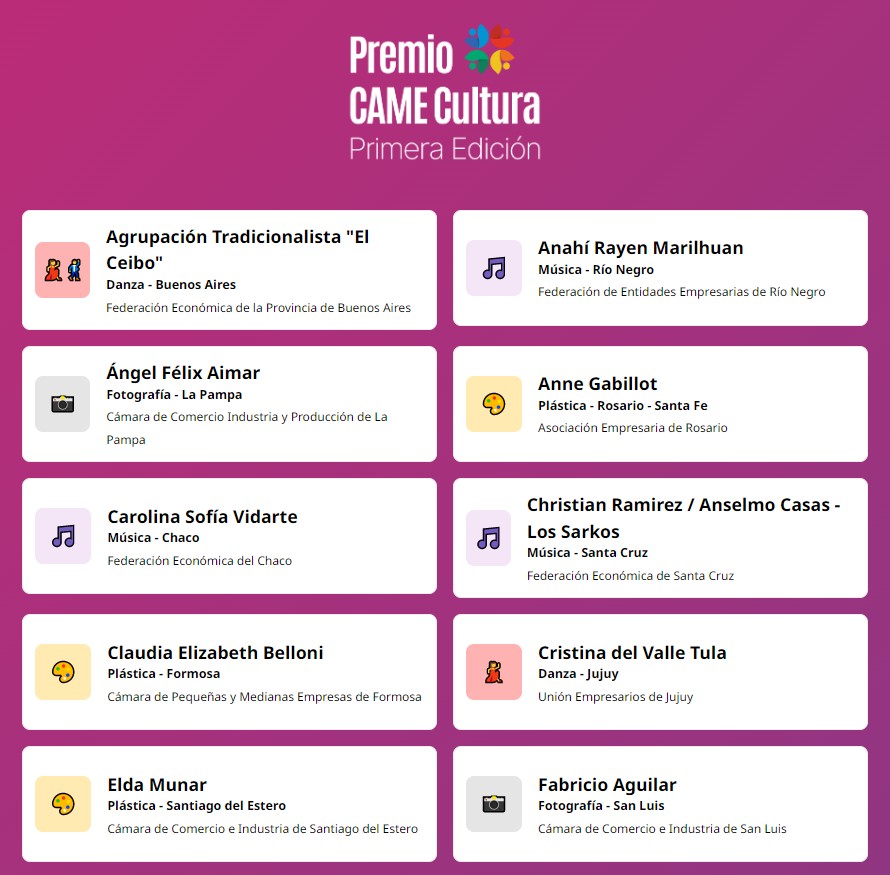 Premio
CAME Cultura
Primera Edición
Agrupación Tradicionalista "El
Ceibo"
Danza - Buenos Aires
Federación Económica de la Provincia de Buenos Aires
Anahí Rayen Marilhuan
Música - Río Negro
Federación de Entidades Empresarias de Río Negro
Ángel Félix Aimar
Fotografía - La Pampa
Cámara de Comercio Industria y Producción de La
Pampa
Anne Gabillot
Plástica - Rosario - Santa Fe
Asociación Empresaria de Rosario
Carolina Sofía Vidarte
Música - Chaco
Federación Económica del Chaco
Christian Ramirez / Anselmo Casas -
Los Sarkos
Música - Santa Cruz
Federación Económica de Santa Cruz
Claudia Elizabeth Belloni
Plástica - Formosa
Cámara de Pequeñas y Medianas Empresas de Formosa
Cristina del Valle Tula
Danza - Jujuy
Unión Empresarios de Jujuy
Elda Munar
Plástica - Santiago del Estero
Cámara de Comercio e Industria de Santiago del Estero
Fabricio Aguilar
Fotografía - San Luis
Cámara de Comercio e Industria de San Luis